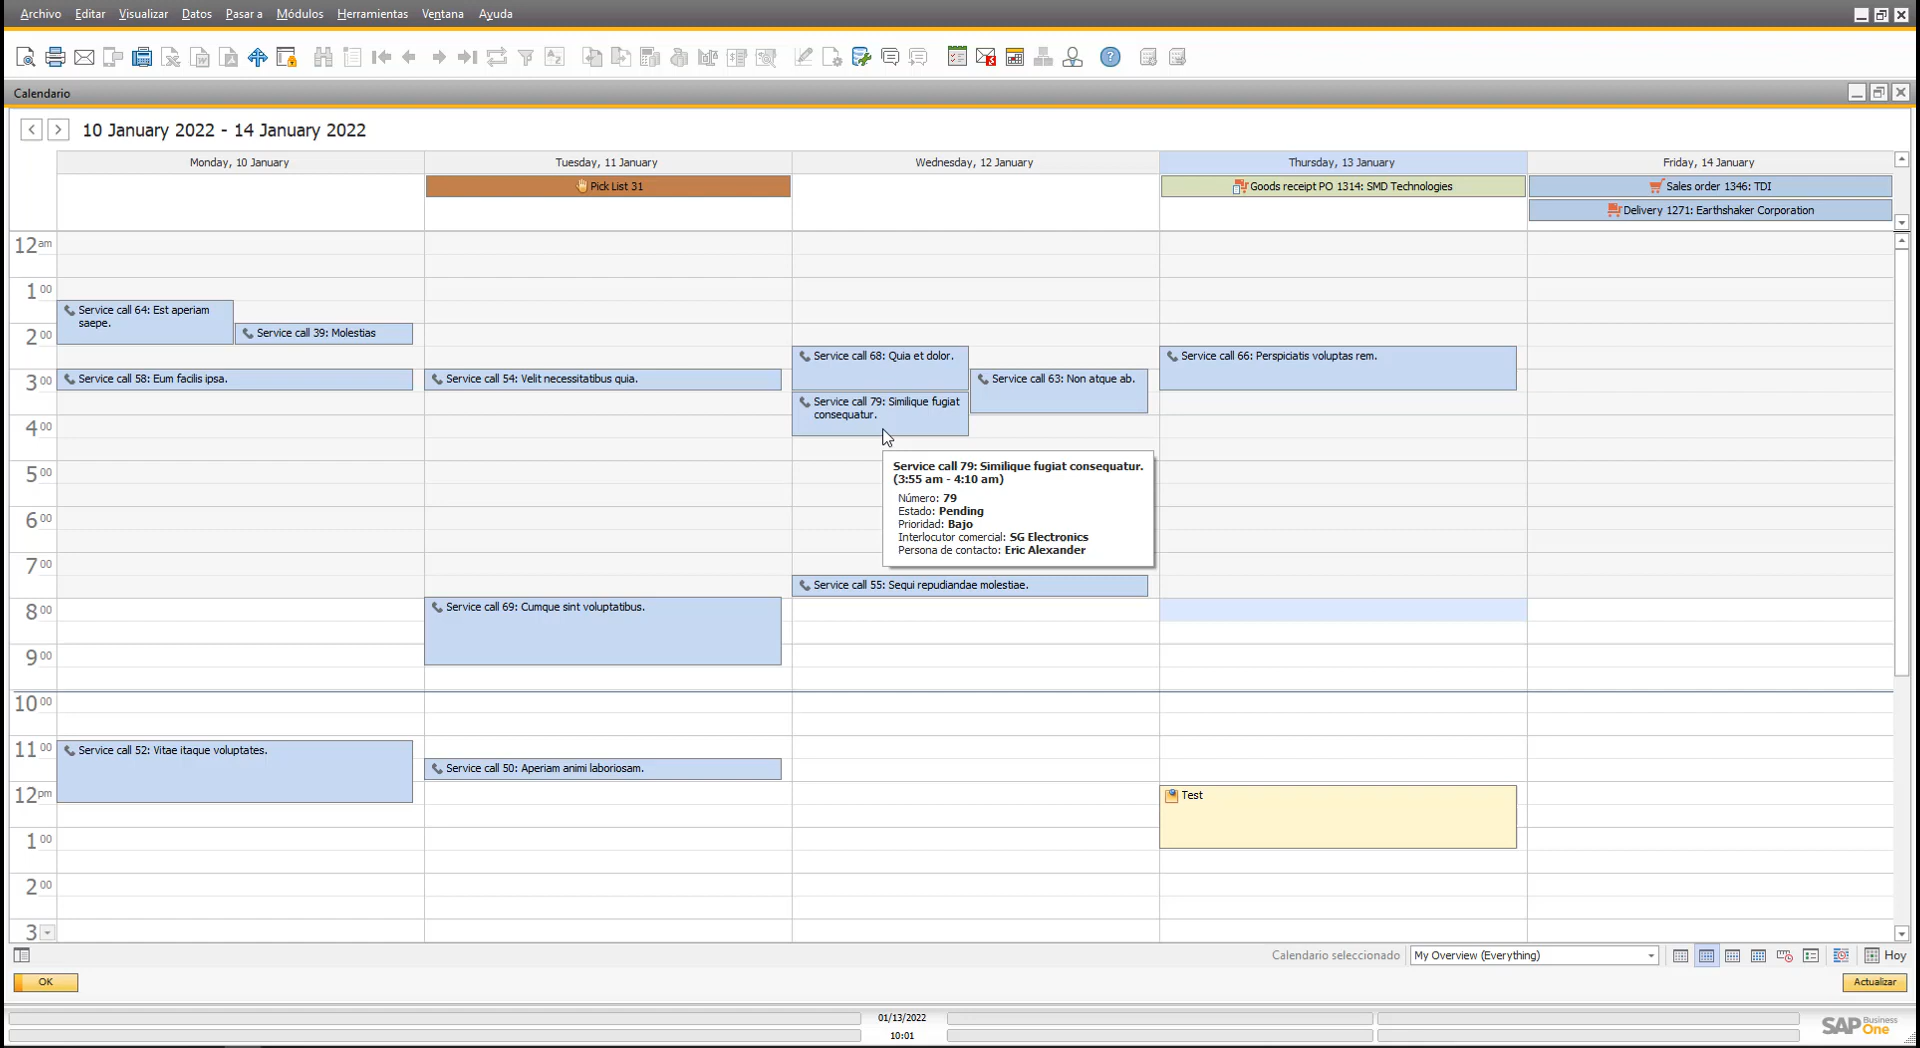 Archivo Editar Visualizar Datos Pasar a Módulos Herramientas Ventana Ayuda
Calendario
10 January 2022 - 14 January 2022
Monday, 10 January Tuesday, 11 January Wednesday, 12 January Thursday, 13 January Friday, 14 January
Pick List 31 Goods receipt PO 1314: SMD Technologies Sales order 1346: TDI
Delivery 1271: Earthshaker Corporation
12am
1 00
Service call 64: Est aperiam
saepe.
2 00
Service call 39: Molestias
Service call 68: Quia et dolor.
Service call 66: Perspiciatis voluptas rem.
3 00
Service call 58: Eum facilis ipsa.
Service call 54: Velit necessitatibus quia.
Service call 63: Non atque ab.
Service call 79: Similique fugiat
consequatur.
4 00
Service call 79: Similique fugiat consequatur.
(3:55 am - 4:10 am)
Número: 79
Estado: Pending
Prioridad: Bajo
Interlocutor comercial: SG Electronics
Persona de contacto: Eric Alexander
5 00
6 00
7 00
Service call 55: Sequi repudiandae molestiae.
8 00
Service call 69: Cumque sint voluptatibus.
9 00
10 00
11 00
Service call 52: Vitae itaque voluptates.
Service call 50: Aperiam animi laboriosam.
12pm
Test
1 00
2 00
3
Calendario seleccionado My Overview (Everything) Hoy
OK Actualizar
01/13/2022
10:01
SAP Business
One